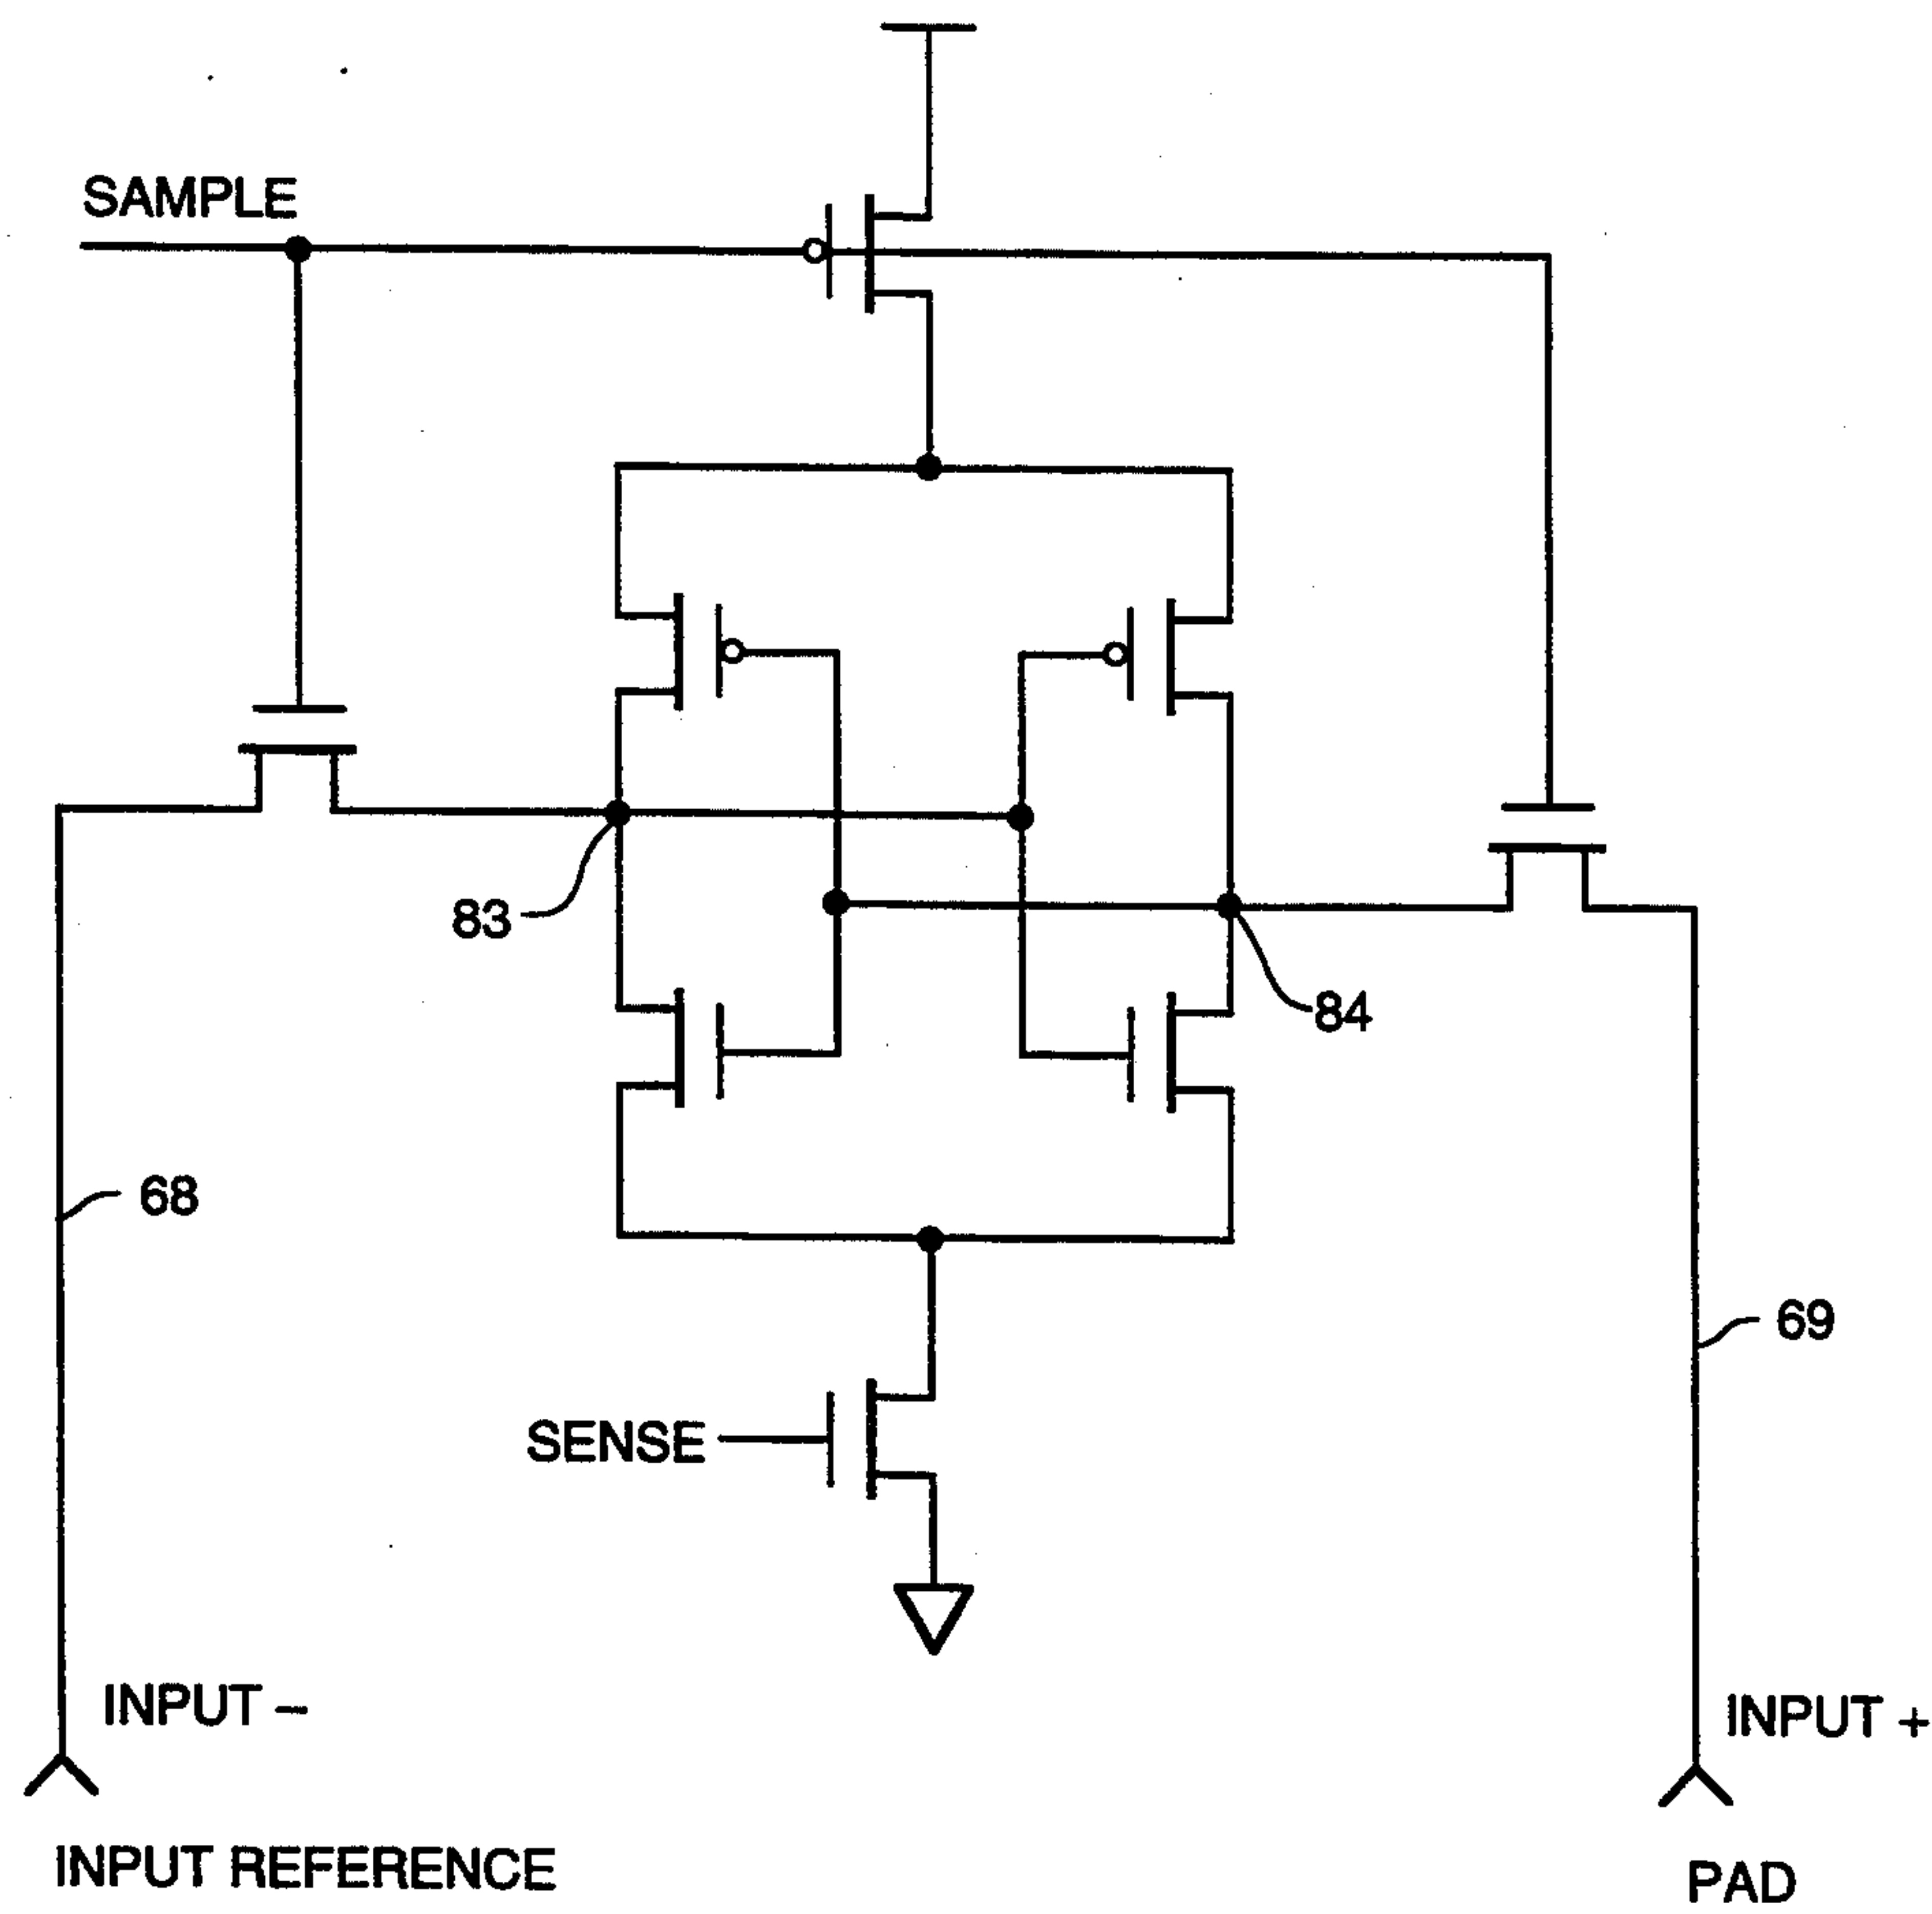 SAMPLE
83
84
68
69
SENSE
INPUT −
INPUT +
INPUT REFERENCE
PAD